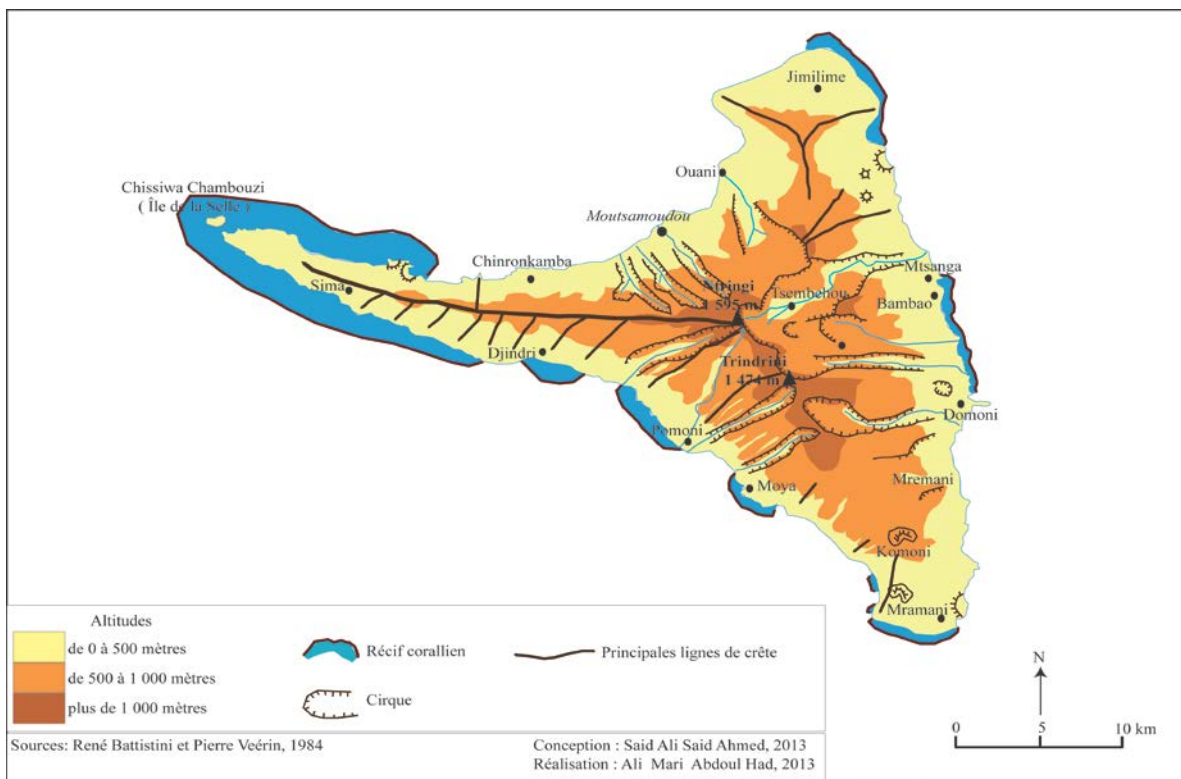 Jimilime
Ouani
Chissiwa Chambouzi
( Île de la Selle )
Moutsamoudou
Chinronkamba
Mtsanga
Sima
Ntringi
1 595 m
Tsembehou
Bambao
Djindri
Trindrini
1 474 m
Domoni
Pomoni
Mremani
Moya
Komoni
Mramani
Altitudes
de 0 à 500 mètres
de 500 à 1 000 mètres
plus de 1 000 mètres
Récif corallien
Principales lignes de crête
Cirque
N
0 5 10 km
Sources: René Battistini et Pierre Veérin, 1984
Conception : Said Ali Said Ahmed, 2013
Réalisation : Ali Mari Abdoul Had, 2013